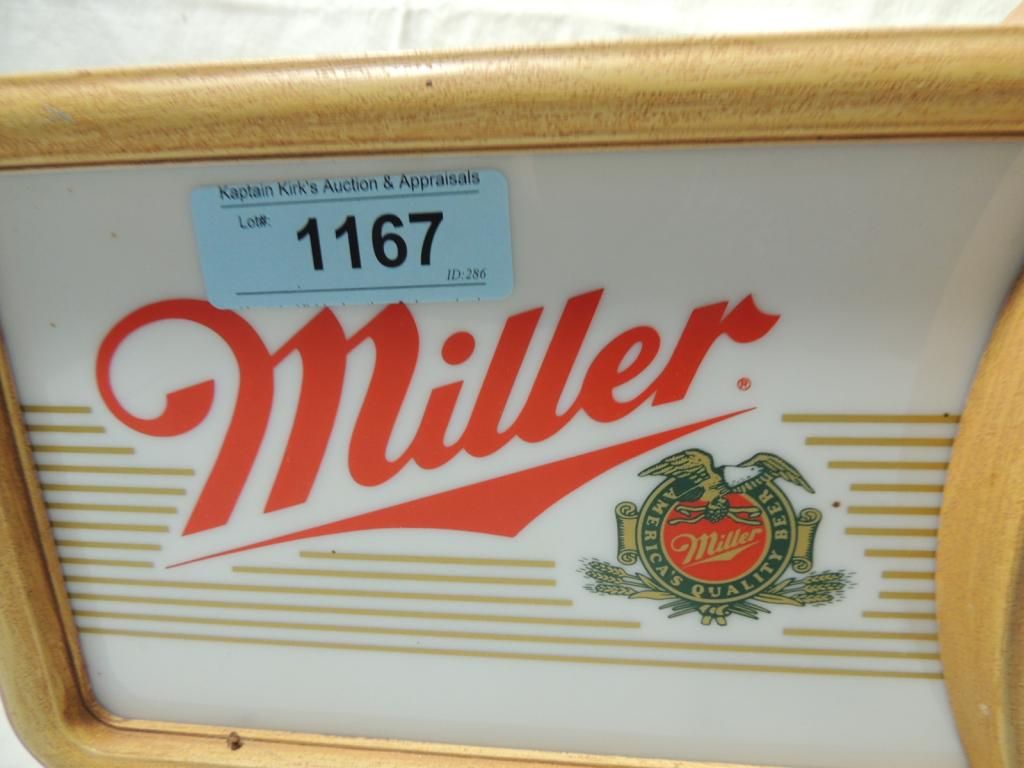 Kaptain Kirk's Auction & Appraisals
Lot#:
1167
ID:286
Miller®
Miller
AMERICA'S QUALITY BEER